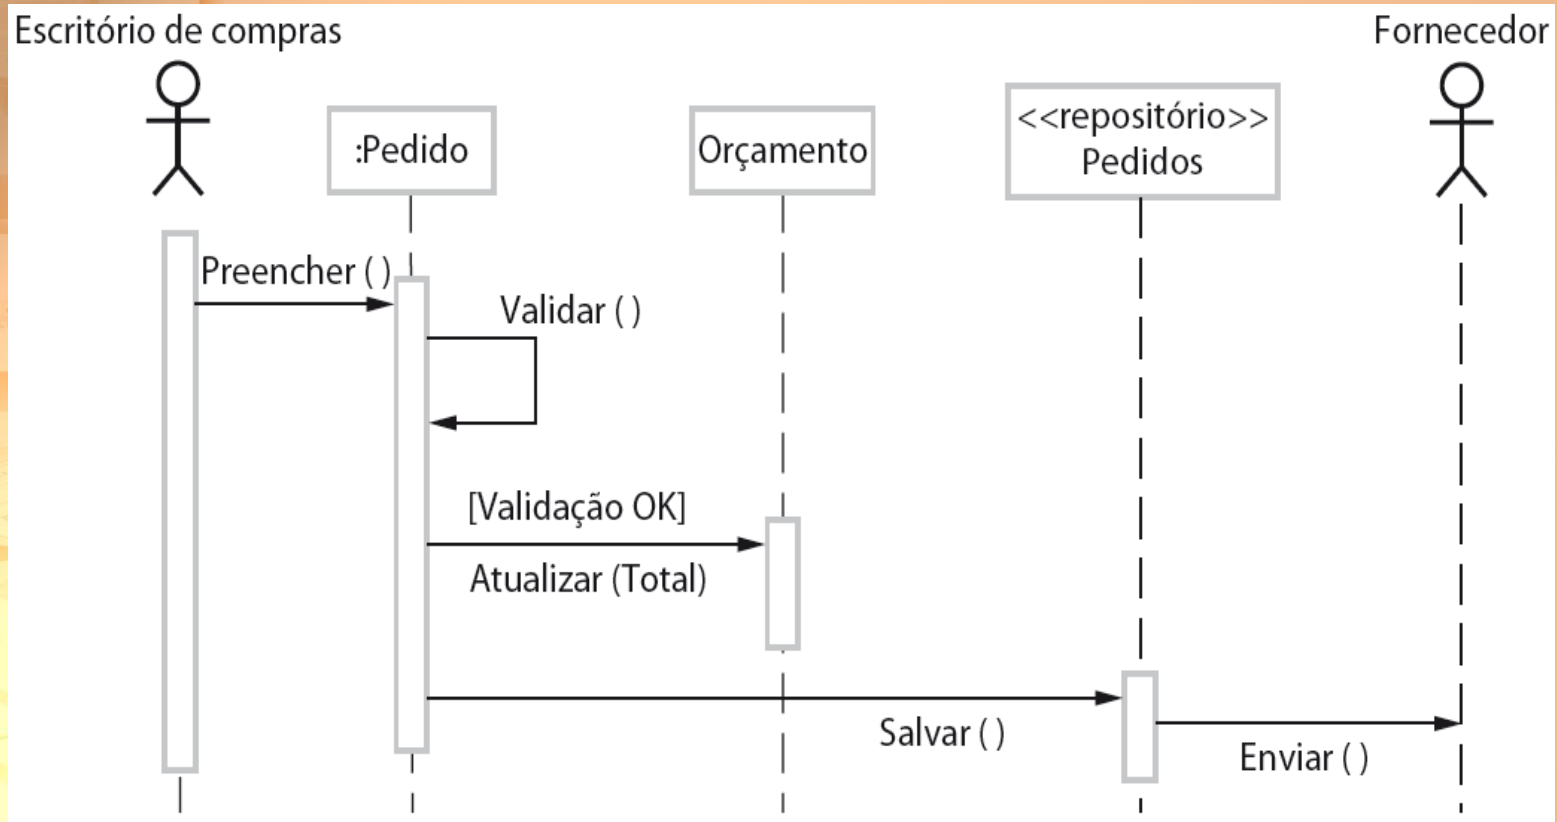 Escritório de compras
Fornecedor
:Pedido
Orçamento
<<repositório>>
Pedidos
Preencher ( )
Validar ( )
[Validação OK]
Atualizar (Total)
Salvar ( )
Enviar ( )